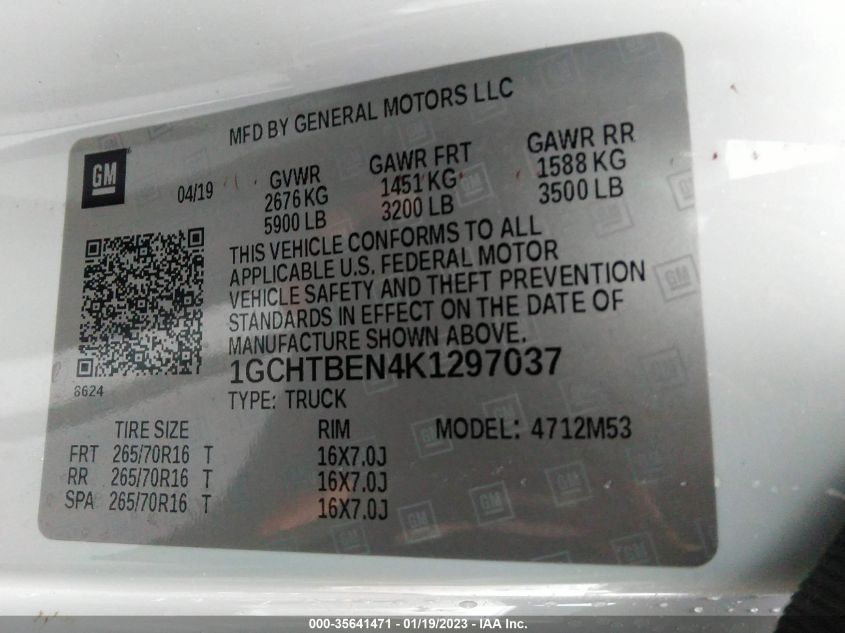 MFD BY GENERAL MOTORS LLC
GM
04/19
GVWR GAWR FRT GAWR RR
2676 KG 1451 KG 1588 KG
5900 LB 3200 LB 3500 LB
THIS VEHICLE CONFORMS TO ALL
APPLICABLE U.S. FEDERAL MOTOR
VEHICLE SAFETY AND THEFT PREVENTION
STANDARDS IN EFFECT ON THE DATE OF
MANUFACTURE SHOWN ABOVE.
1GCHTBEN4K1297037
8624
TYPE: TRUCK
TIRE SIZE RIM MODEL: 4712M53
FRT 265/70R16 T 16X7.0J
RR 265/70R16 T 16X7.0J
SPA 265/70R16 T 16X7.0J
000-35641471 - 01/19/2023 - IAA Inc.